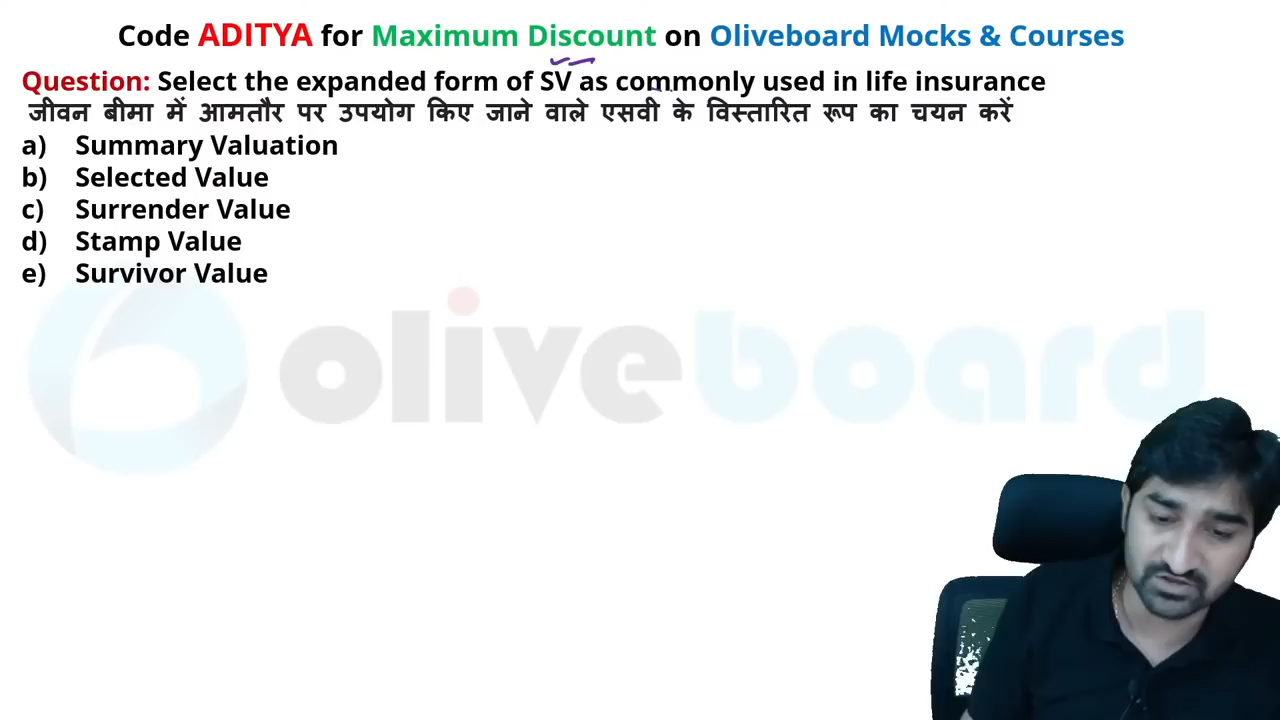 Code ADITYA for Maximum Discount on Oliveboard Mocks & Courses
Question: Select the expanded form of SV as commonly used in life insurance
जीवन बीमा में आमतौर पर उपयोग किए जाने वाले एसवी के विस्तारित रूप का चयन करें
a) Summary Valuation
b) Selected Value
c) Surrender Value
d) Stamp Value
e) Survivor Value
oliveboard